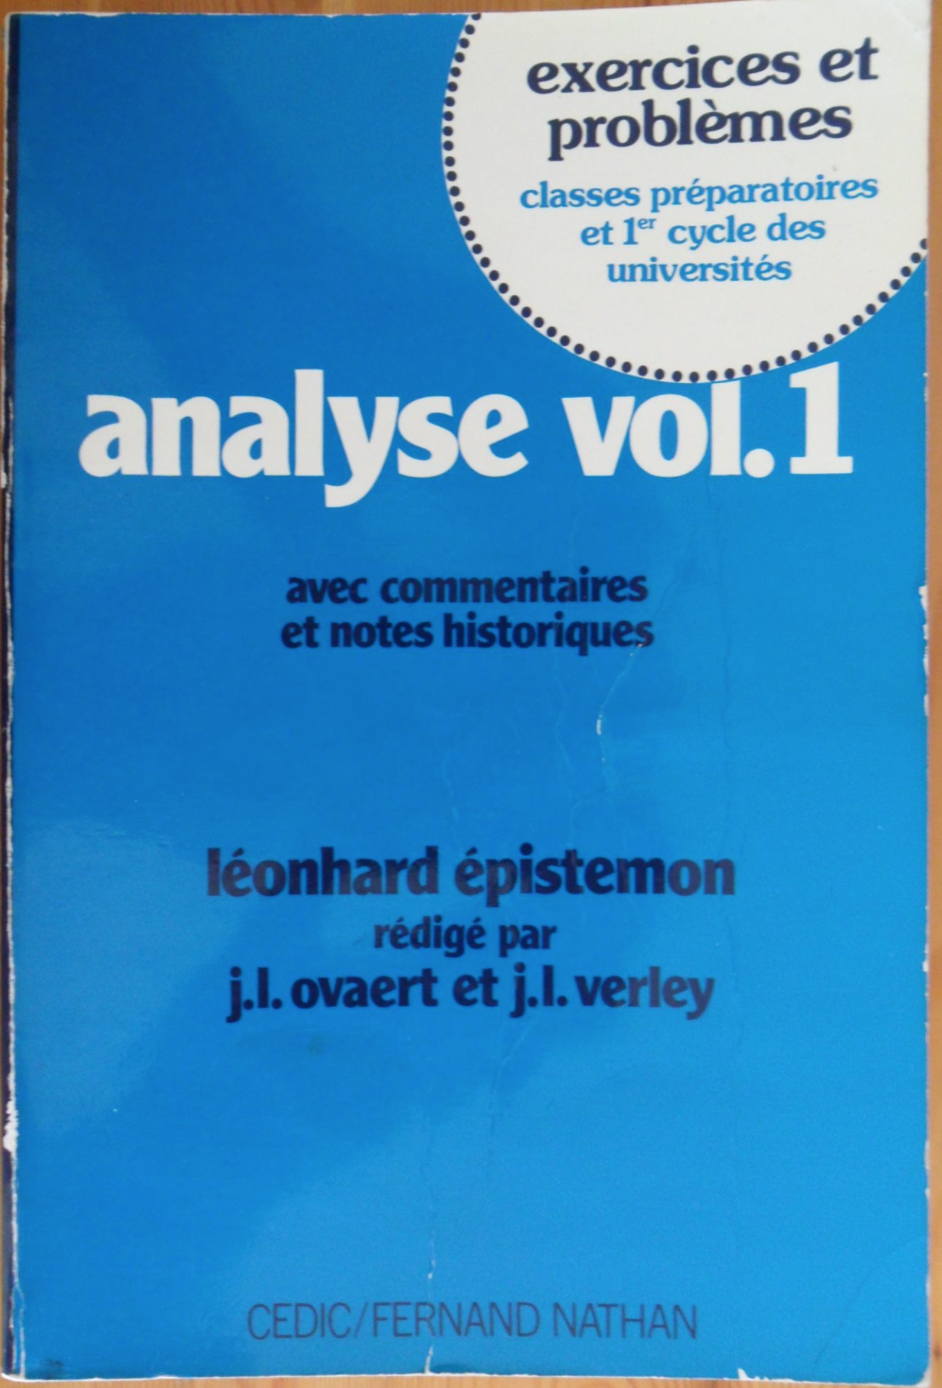 exercices et
problèmes
classes préparatoires
et 1er cycle des
universités
analyse vol.1
avec commentaires
et notes historiques
léonhard épistemon
rédigé par
j.l. ovaert et j.l. verley
CEDIC/FERNAND NATHAN